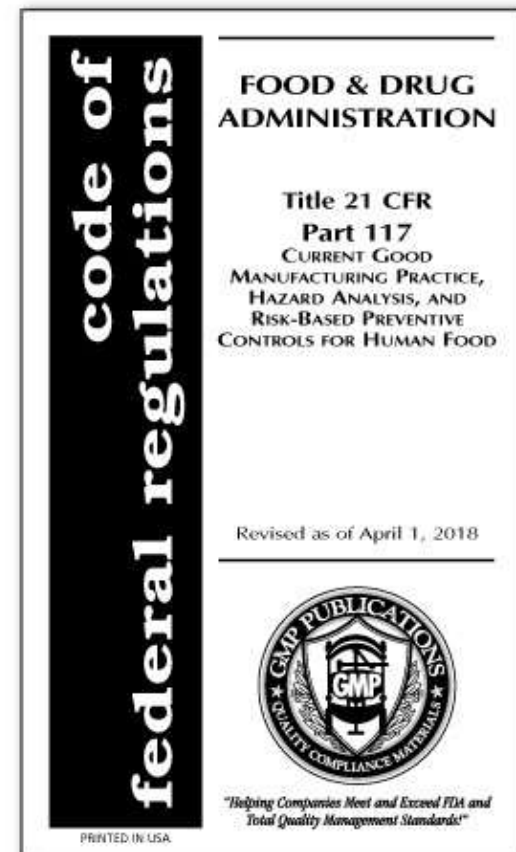 code of
federal regulations
FOOD & DRUG
ADMINISTRATION
Title 21 CFR
Part 117
CURRENT GOOD
MANUFACTURING PRACTICE,
HAZARD ANALYSIS, AND
RISK-BASED PREVENTIVE
CONTROLS FOR HUMAN FOOD
Revised as of April 1, 2018
GMP PUBLICATIONS
GMP
QUALITY COMPLIANCE MATERIALS
"Helping Companies Meet and Exceed FDA and
Total Quality Management Standards!"
PRINTED IN USA